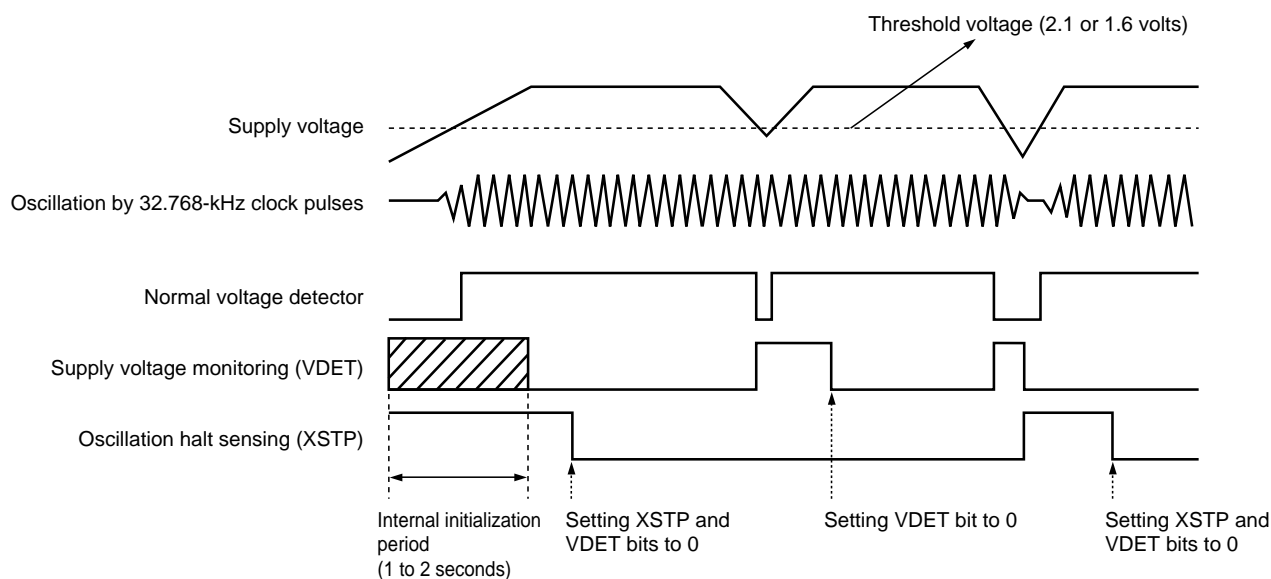 Threshold voltage (2.1 or 1.6 volts)
Supply voltage
Oscillation by 32.768-kHz clock pulses
Normal voltage detector
Supply voltage monitoring (VDET)
Oscillation halt sensing (XSTP)
Internal initialization
period
(1 to 2 seconds)
Setting XSTP and
VDET bits to 0
Setting VDET bit to 0
Setting XSTP and
VDET bits to 0